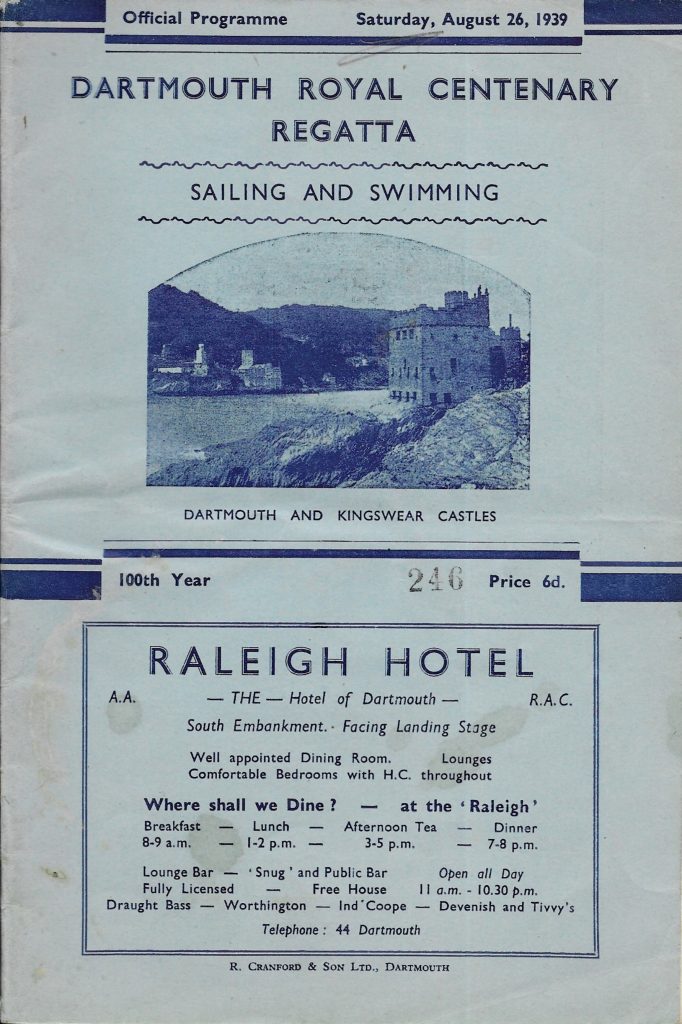 Official Programme Saturday, August 26, 1939
DARTMOUTH ROYAL CENTENARY
REGATTA
SAILING AND SWIMMING
DARTMOUTH AND KINGSWEAR CASTLES
100th Year 246 Price 6d.
RALEIGH HOTEL
A.A. — THE — Hotel of Dartmouth — R.A.C.
South Embankment. · Facing Landing Stage
Well appointed Dining Room. Lounges
Comfortable Bedrooms with H.C. throughout
Where shall we Dine? — at the 'Raleigh'
Breakfast — Lunch — Afternoon Tea — Dinner
8-9 a.m. — 1-2 p.m. — 3-5 p.m. — 7-8 p.m.
Lounge Bar — 'Snug' and Public Bar Open all Day
Fully Licensed — Free House 11 a.m. - 10.30 p.m.
Draught Bass — Worthington — Ind'Coope — Devenish and Tivvy's
Telephone: 44 Dartmouth
R. Cranford & Son Ltd., Dartmouth